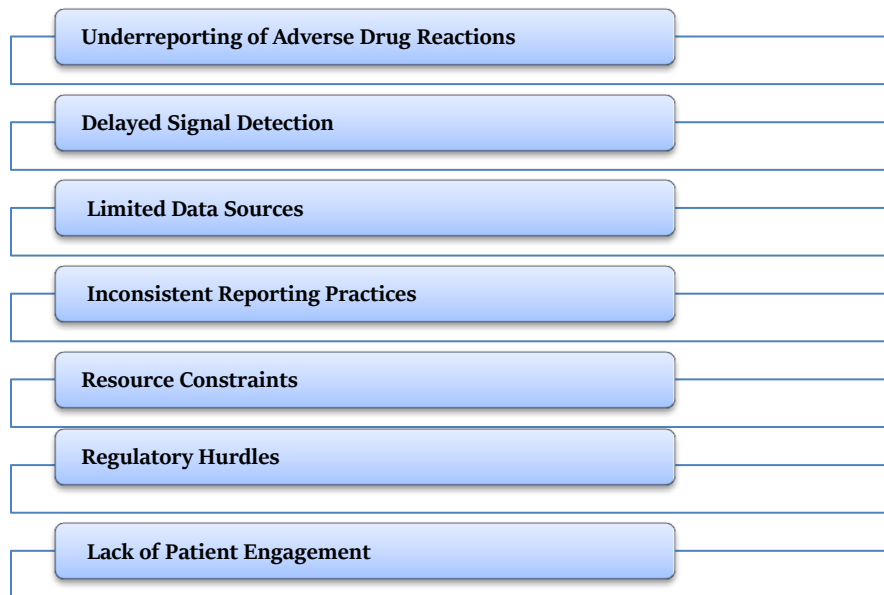 Underreporting of Adverse Drug Reactions
Delayed Signal Detection
Limited Data Sources
Inconsistent Reporting Practices
Resource Constraints
Regulatory Hurdles
Lack of Patient Engagement